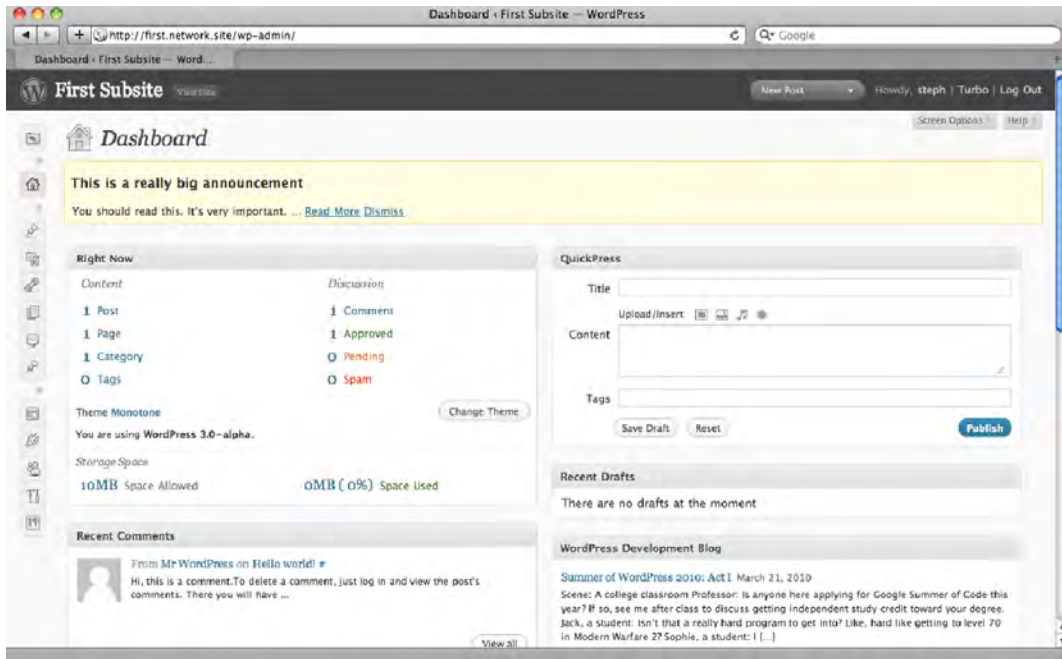 Dashboard ‹ First Subsite — WordPress
http://first.network.site/wp-admin/
Google
Dashboard ‹ First Subsite — Word...
First Subsite
Visit Site
New Post
Howdy, steph | Turbo | Log Out
Screen Options
Help
Dashboard
This is a really big announcement
You should read this. It's very important. ... Read More Dismiss
Right Now
Content
Discussion
1 Post
1 Comment
1 Page
1 Approved
1 Category
0 Pending
0 Tags
0 Spam
Theme Monotone
Change Theme
You are using WordPress 3.0-alpha.
Storage Space
10MB Space Allowed
0MB (0%) Space Used
Recent Comments
From Mr WordPress on Hello world! #
Hi, this is a comment.To delete a comment, just log in and view the post's
comments. There you will have ...
View all
QuickPress
Title
Upload/Insert
Content
Tags
Save Draft
Reset
Publish
Recent Drafts
There are no drafts at the moment
WordPress Development Blog
Summer of WordPress 2010: Act I March 21, 2010
Scene: A college classroom Professor: Is anyone here applying for Google Summer of Code this
year? If so, see me after class to discuss getting independent study credit toward your degree.
Jack, a student: Isn't that a really hard program to get into? Like, hard like getting to level 70
in Modern Warfare 2? Sophie, a student: I [...]